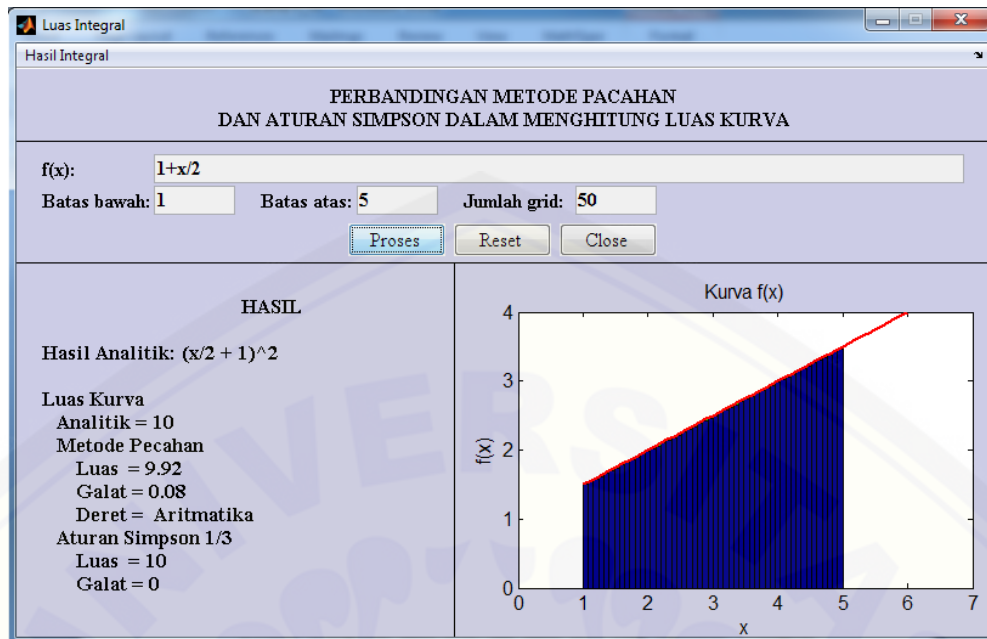 Luas Integral
Hasil Integral
PERBANDINGAN METODE PACAHAN
DAN ATURAN SIMPSON DALAM MENGHITUNG LUAS KURVA
f(x): 1+x/2
Batas bawah: 1 Batas atas: 5 Jumlah grid: 50
Proses Reset Close
HASIL
Hasil Analitik: (x/2 + 1)^2
Luas Kurva
Analitik = 10
Metode Pecahan
Luas = 9.92
Galat = 0.08
Deret = Aritmatika
Aturan Simpson 1/3
Luas = 10
Galat = 0
Kurva f(x)
4
3
2
1
0
f(x)
0 1 2 3 4 5 6 7
x